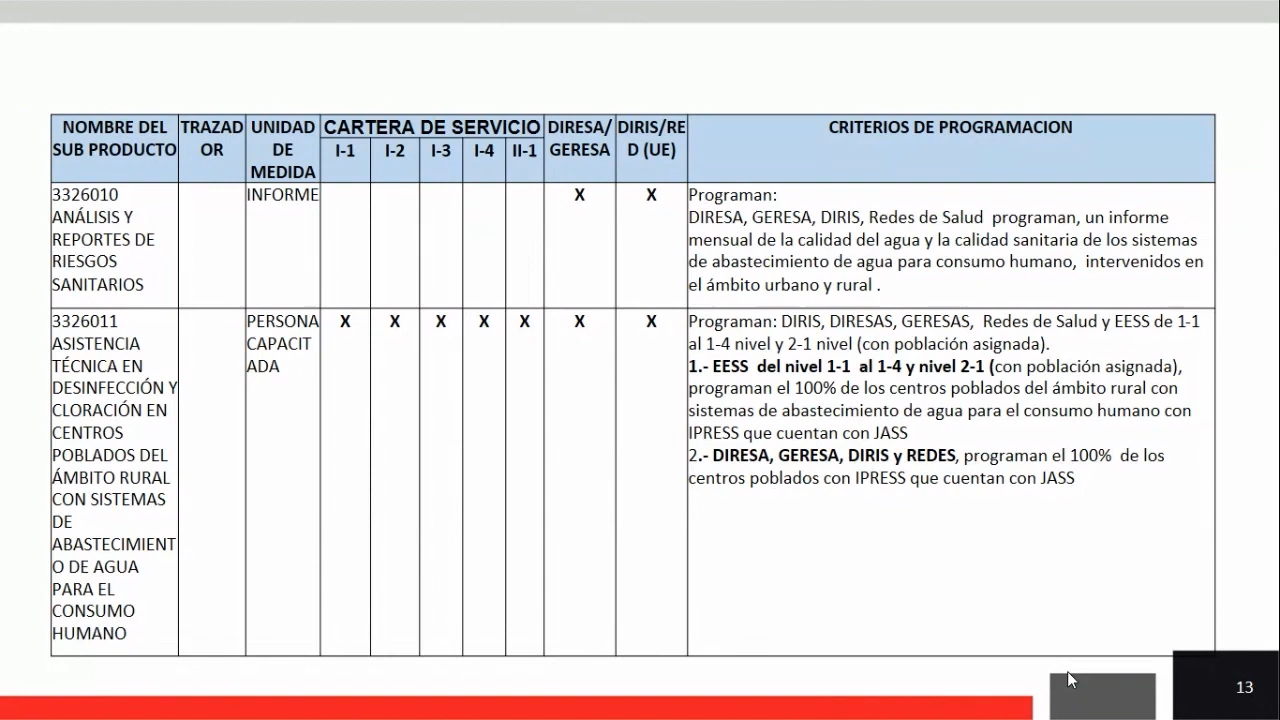 NOMBRE DEL
SUB PRODUCTO
TRAZAD
OR
UNIDAD
DE
MEDIDA
CARTERA DE SERVICIO
I-1
I-2
I-3
I-4
II-1
DIRESA/
GERESA
DIRIS/RE
D (UE)
CRITERIOS DE PROGRAMACION
3326010
ANÁLISIS Y
REPORTES DE
RIESGOS
SANITARIOS
INFORME
X
X
Programan:
DIRESA, GERESA, DIRIS, Redes de Salud programan, un informe
mensual de la calidad del agua y la calidad sanitaria de los sistemas
de abastecimiento de agua para consumo humano, intervenidos en
el ámbito urbano y rural .
3326011
ASISTENCIA
TÉCNICA EN
DESINFECCIÓN Y
CLORACIÓN EN
CENTROS
POBLADOS DEL
ÁMBITO RURAL
CON SISTEMAS
DE
ABASTECIMIENT
O DE AGUA
PARA EL
CONSUMO
HUMANO
PERSONA
CAPACIT
ADA
X
X
X
X
X
X
X
Programan: DIRIS, DIRESAS, GERESAS, Redes de Salud y EESS de 1-1
al 1-4 nivel y 2-1 nivel (con población asignada).
1.- EESS del nivel 1-1 al 1-4 y nivel 2-1 (con población asignada),
programan el 100% de los centros poblados del ámbito rural con
sistemas de abastecimiento de agua para el consumo humano con
IPRESS que cuentan con JASS
2.- DIRESA, GERESA, DIRIS y REDES, programan el 100% de los
centros poblados con IPRESS que cuentan con JASS
13